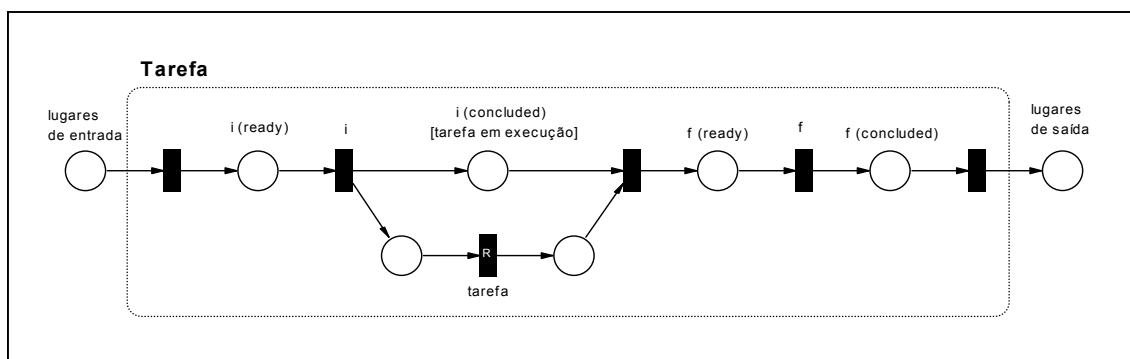 Tarefa
lugares
de entrada
i (ready)
i
i (concluded)
[tarefa em execução]
f (ready)
f
f (concluded)
lugares
de saída
R
tarefa